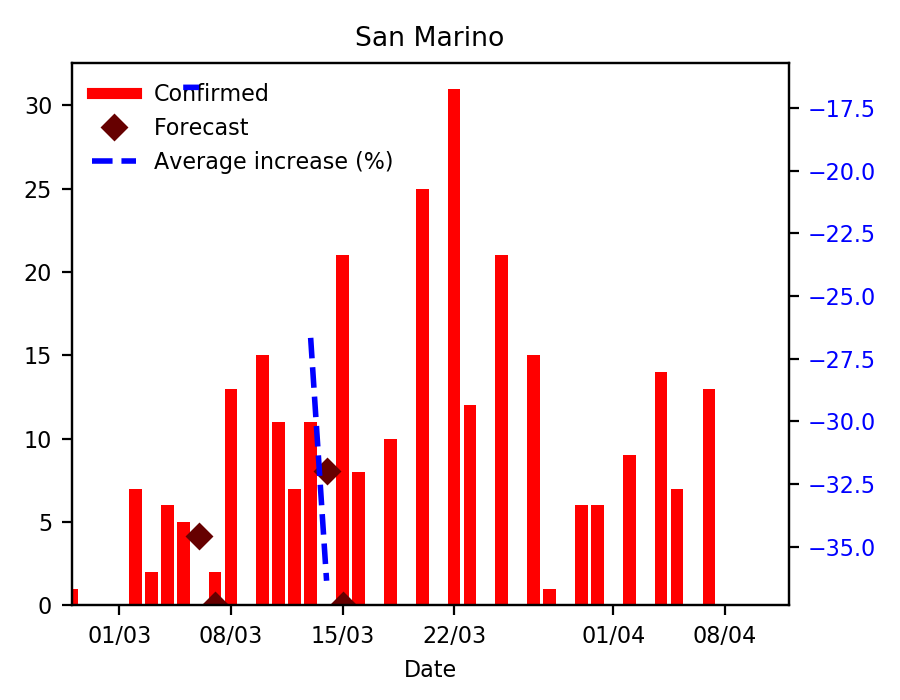 San Marino
Confirmed
Forecast
Average increase (%)
30
25
20
15
10
5
0
−17.5
−20.0
−22.5
−25.0
−27.5
−30.0
−32.5
−35.0
01/03 08/03 15/03 22/03 01/04 08/04
Date